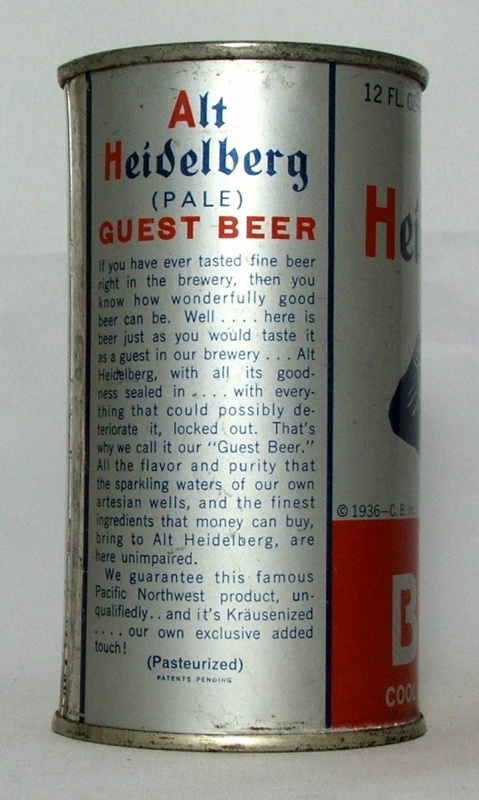 Alt
Heidelberg
(PALE)
GUEST BEER
If you have ever tasted fine beer
right in the brewery, then you
know how wonderfully good
beer can be. Well . . . . here is
beer just as you would taste it
as a guest in our brewery . . . Alt
Heidelberg, with all its good-
ness sealed in . . . . with every-
thing that could possibly de-
teriorate it, locked out. That's
why we call it our "Guest Beer."
All the flavor and purity that
the sparkling waters of our own
artesian wells, and the finest
ingredients that money can buy,
bring to Alt Heidelberg, are
here unimpaired.
We guarantee this famous
Pacific Northwest product, un-
qualifiedly . . and it's Kräusenized
. . . . our own exclusive added
touch!
(Pasteurized)
PATENTS PENDING
12 FL.
Hei
© 1936—C. B.
B
COOL